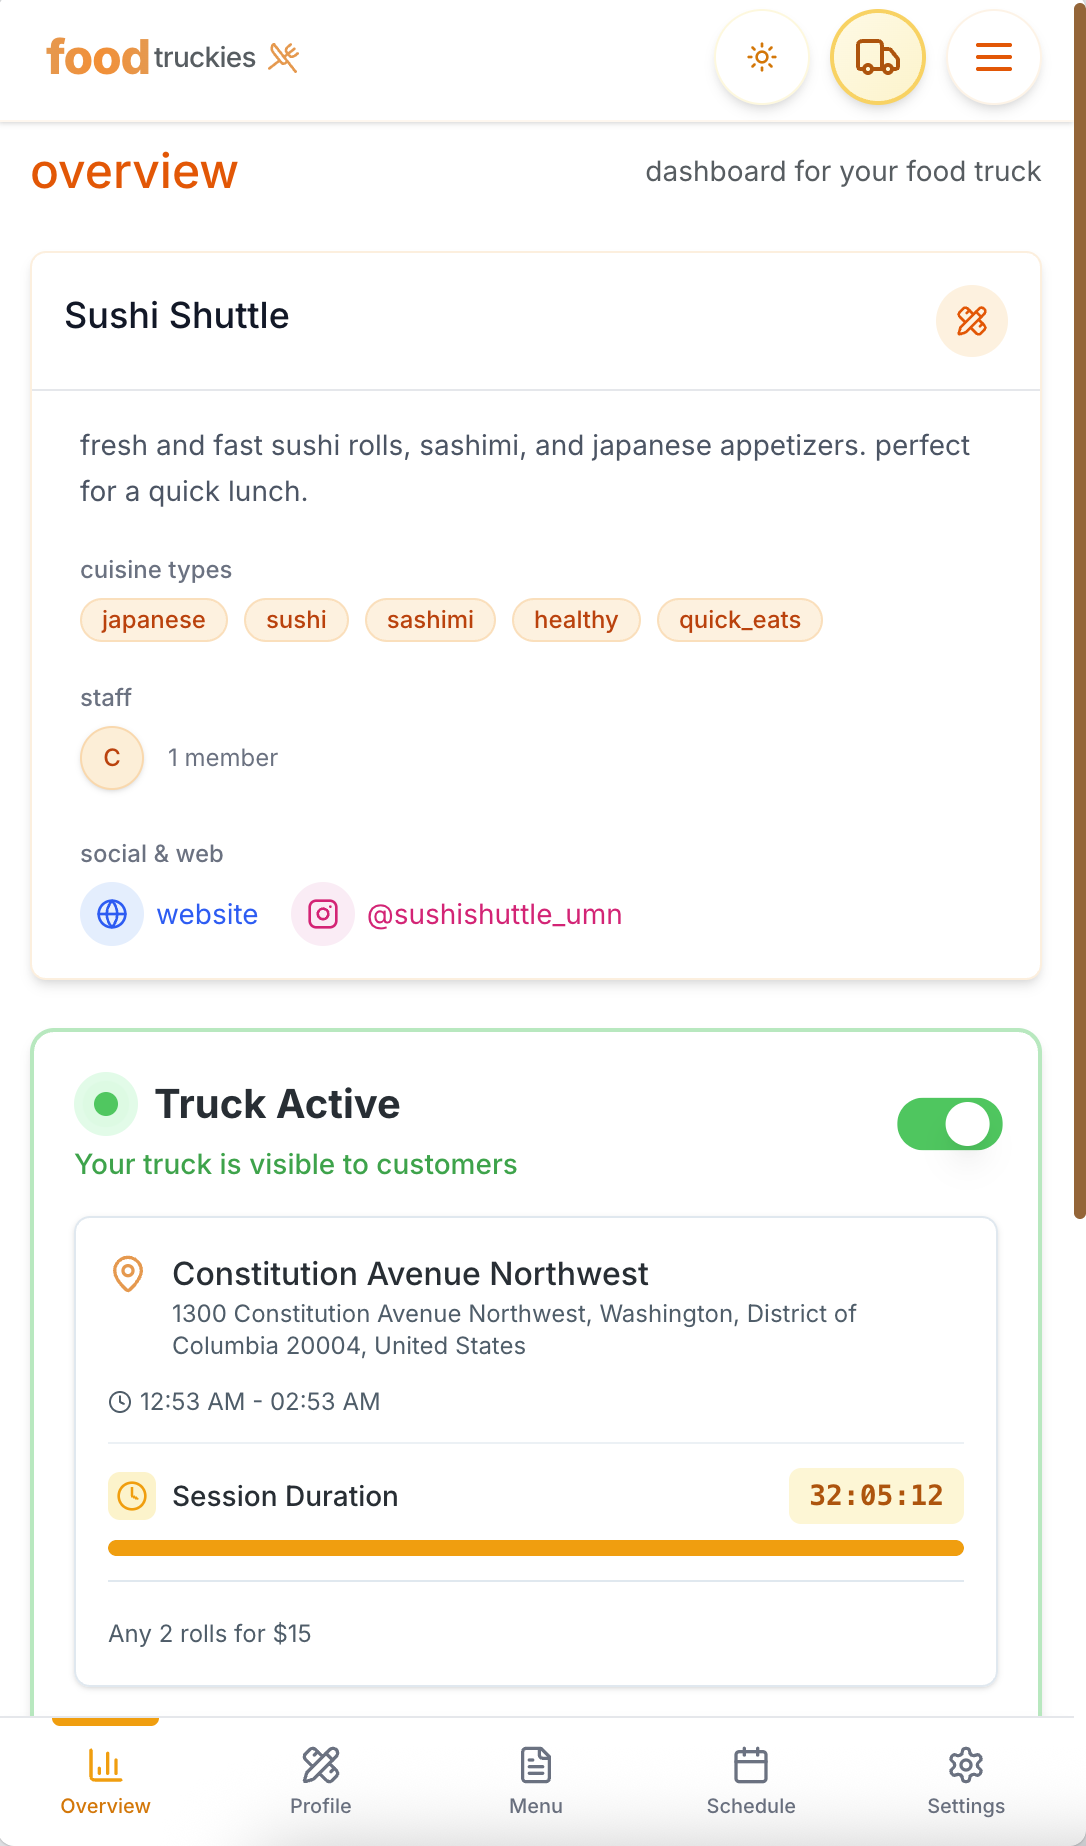 food truckies
overview
dashboard for your food truck
Sushi Shuttle
fresh and fast sushi rolls, sashimi, and japanese appetizers. perfect
for a quick lunch.
cuisine types
japanese sushi sashimi healthy quick_eats
staff
C 1 member
social & web
website @sushishuttle_umn
Truck Active
Your truck is visible to customers
Constitution Avenue Northwest
1300 Constitution Avenue Northwest, Washington, District of
Columbia 20004, United States
12:53 AM - 02:53 AM
Session Duration 32:05:12
Any 2 rolls for $15
Overview Profile Menu Schedule Settings